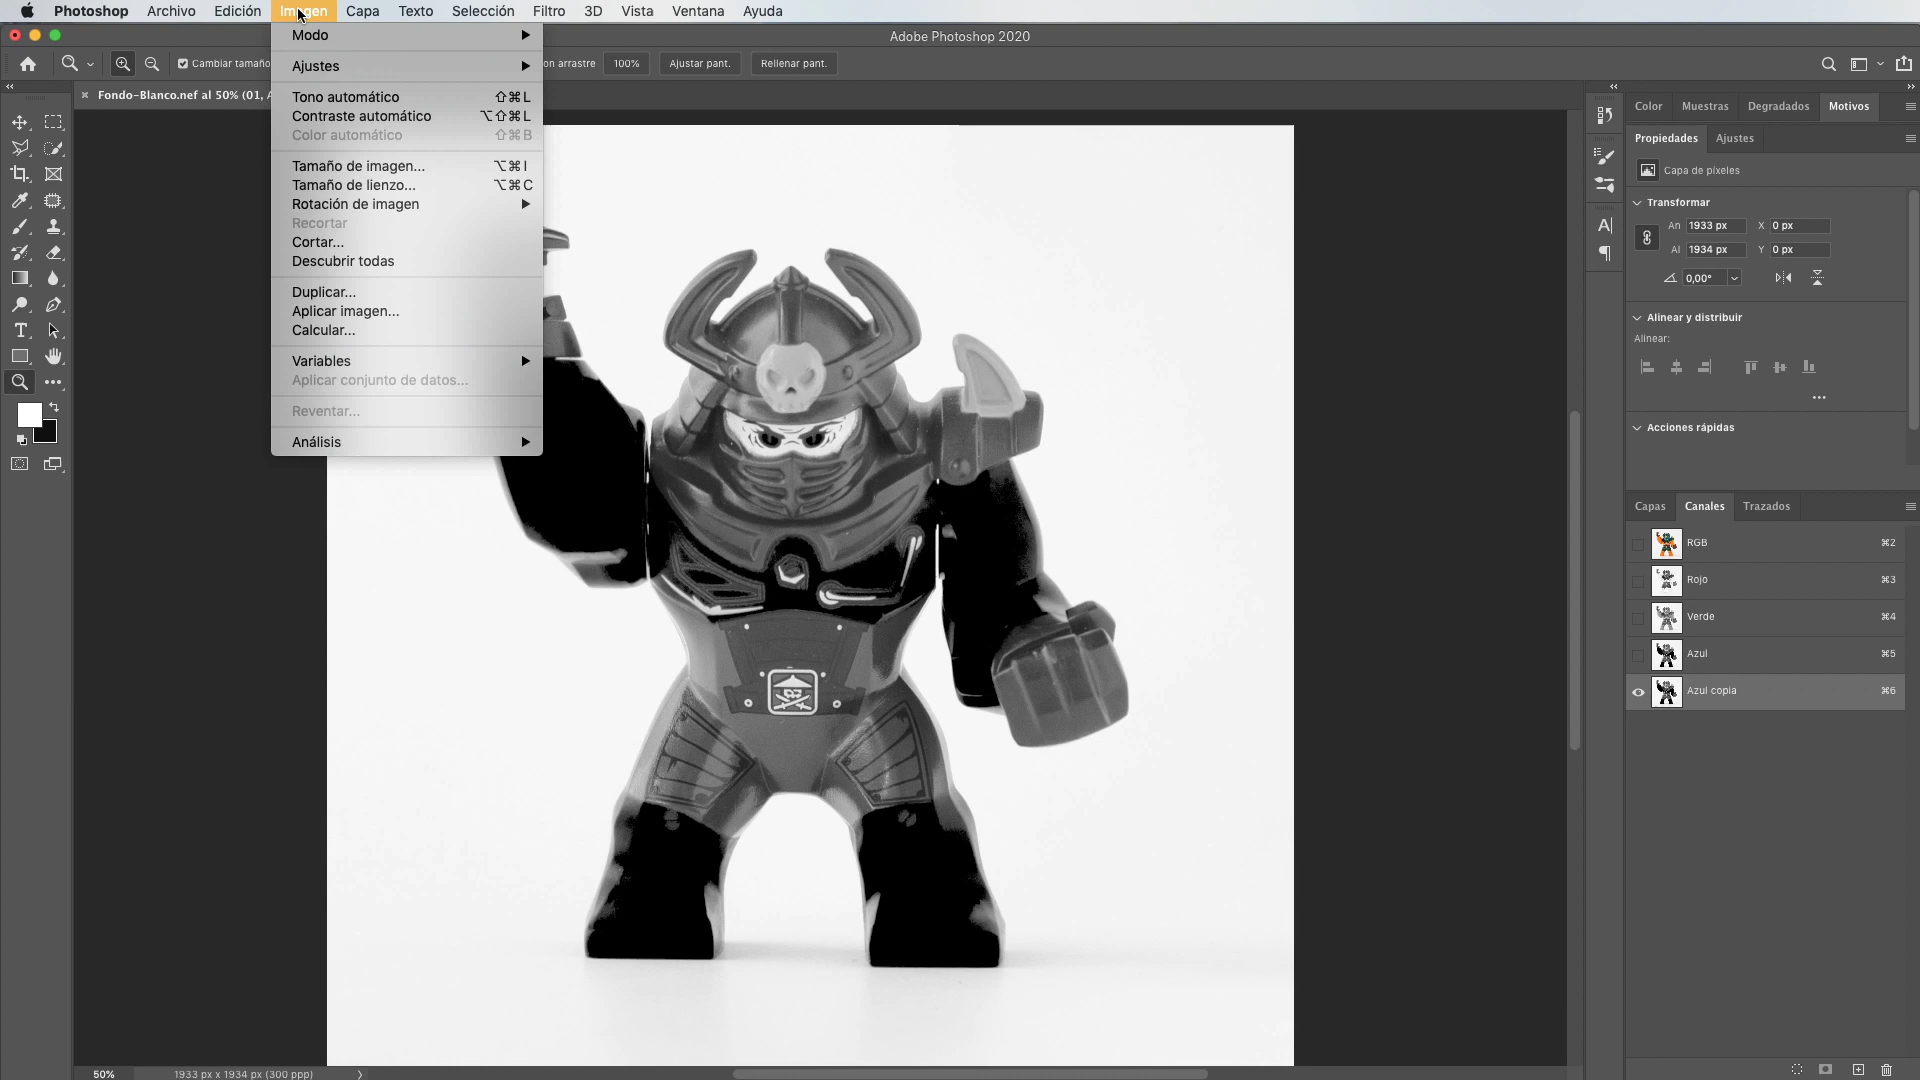 Photoshop Archivo Edición Imagen Capa Texto Selección Filtro 3D Vista Ventana Ayuda
Adobe Photoshop 2020
Cambiar tamaño
on arrastre 100% Ajustar pant. Rellenar pant.
Fondo-Blanco.nef al 50% (01, A
Modo
Ajustes
Tono automático ⇧⌘L
Contraste automático ⌥⇧⌘L
Color automático ⇧⌘B
Tamaño de imagen... ⌥⌘I
Tamaño de lienzo... ⌥⌘C
Rotación de imagen
Recortar
Cortar...
Descubrir todas
Duplicar...
Aplicar imagen...
Calcular...
Variables
Aplicar conjunto de datos...
Reventar...
Análisis
Color Muestras Degradados Motivos
Propiedades Ajustes
Capa de píxeles
Transformar
An 1933 px X 0 px
Al 1934 px Y 0 px
0,00°
Alinear y distribuir
Alinear:
Acciones rápidas
Capas Canales Trazados
RGB ⌘2
Rojo ⌘3
Verde ⌘4
Azul ⌘5
Azul copia ⌘6
50% 1933 px x 1934 px (300 ppp)